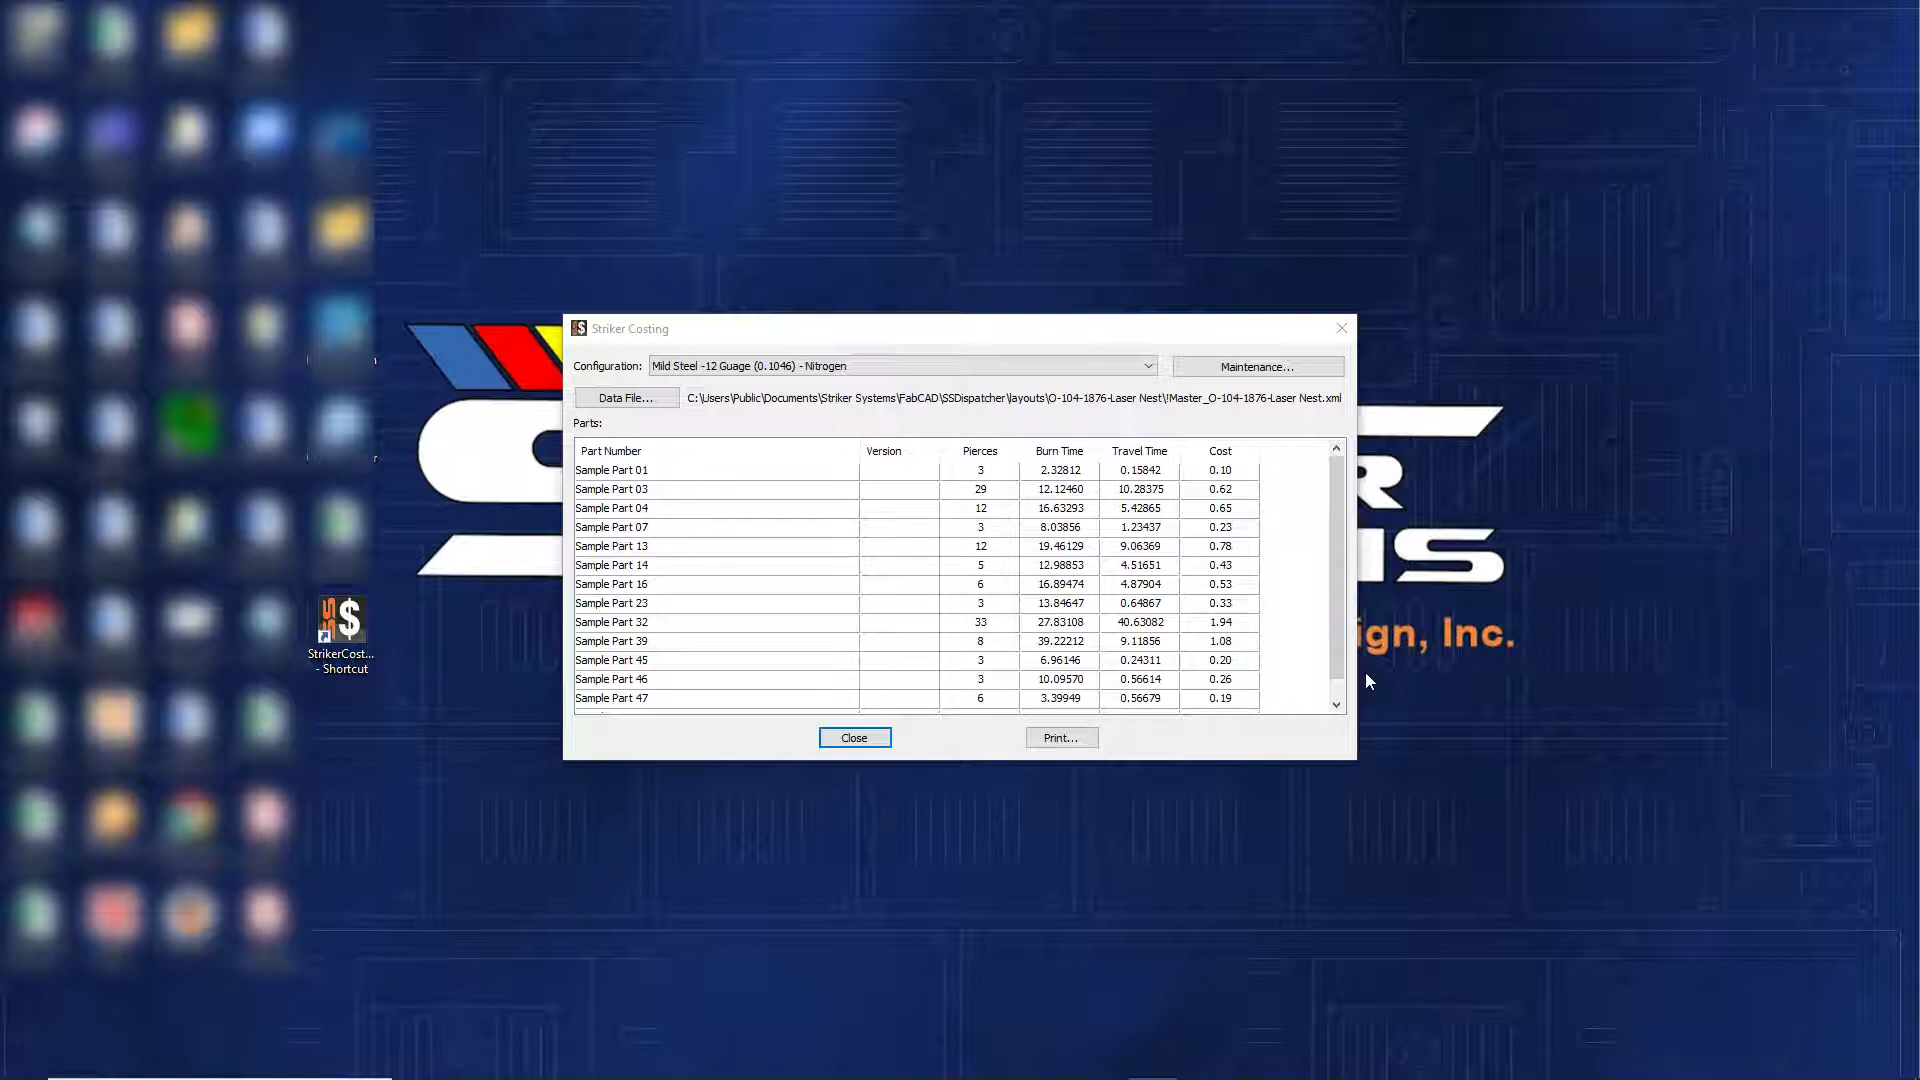 Striker Costing
Configuration: Mild Steel -12 Guage (0.1046) - Nitrogen Maintenance...
Data File... C:\Users\Public\Documents\Striker Systems\FabCAD\SSDispatcher\layouts\O-104-1876-Laser Nest\!Master_O-104-1876-Laser Nest.xml
Parts:
Part Number Version Pierces Burn Time Travel Time Cost
Sample Part 01 3 2.32812 0.15842 0.10
Sample Part 03 29 12.12460 10.28375 0.62
Sample Part 04 12 16.63293 5.42865 0.65
Sample Part 07 3 8.03856 1.23437 0.23
Sample Part 13 12 19.46129 9.06369 0.78
Sample Part 14 5 12.98853 4.51651 0.43
Sample Part 16 6 16.89474 4.87904 0.53
Sample Part 23 3 13.84647 0.64867 0.33
Sample Part 32 33 27.83108 40.63082 1.94
Sample Part 39 8 39.22212 9.11856 1.08
Sample Part 45 3 6.96146 0.24311 0.20
Sample Part 46 3 10.09570 0.56614 0.26
Sample Part 47 6 3.39949 0.56679 0.19
Close Print...
R
MS
ign, Inc.
SS$
StrikerCost...
- Shortcut